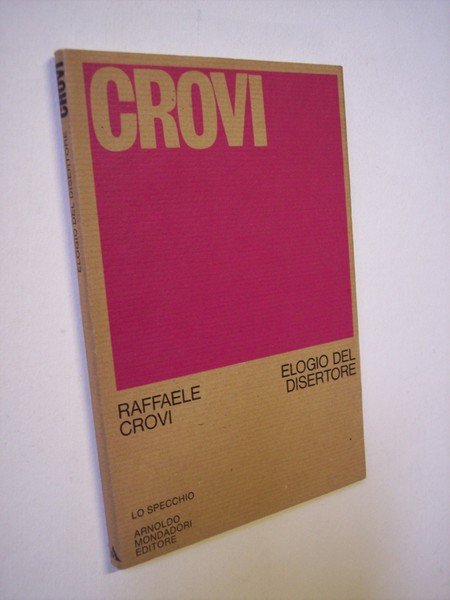 CROVI
RAFFAELE
CROVI
ELOGIO DEL
DISERTORE
LO SPECCHIO
ARNOLDO
MONDADORI
EDITORE
CROVI
ELOGIO DEL DISERTORE